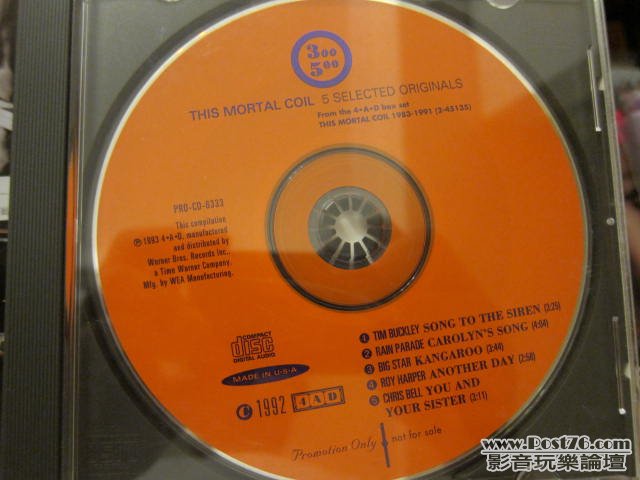 3oo
5oo
THIS MORTAL COIL 5 SELECTED ORIGINALS
From the 4•A•D box set
THIS MORTAL COIL 1983-1991 (2-45135)
PRO-CD-6333
This compilation
℗ 1993 4•A•D, manufactured
and distributed by
Warner Bros. Records Inc.,
a Time Warner Company.
Mfg. by WEA Manufacturing.
COMPACT
disc
DIGITAL AUDIO
MADE IN U•S•A
© 1992 4AD
1 TIM BUCKLEY SONG TO THE SIREN (3:25)
2 RAIN PARADE CAROLYN'S SONG (4:04)
3 BIG STAR KANGAROO (3:44)
4 ROY HARPER ANOTHER DAY (2:58)
5 CHRIS BELL YOU AND
YOUR SISTER (3:11)
Promotion Only not for sale
www.Post76.com
影音玩樂論壇